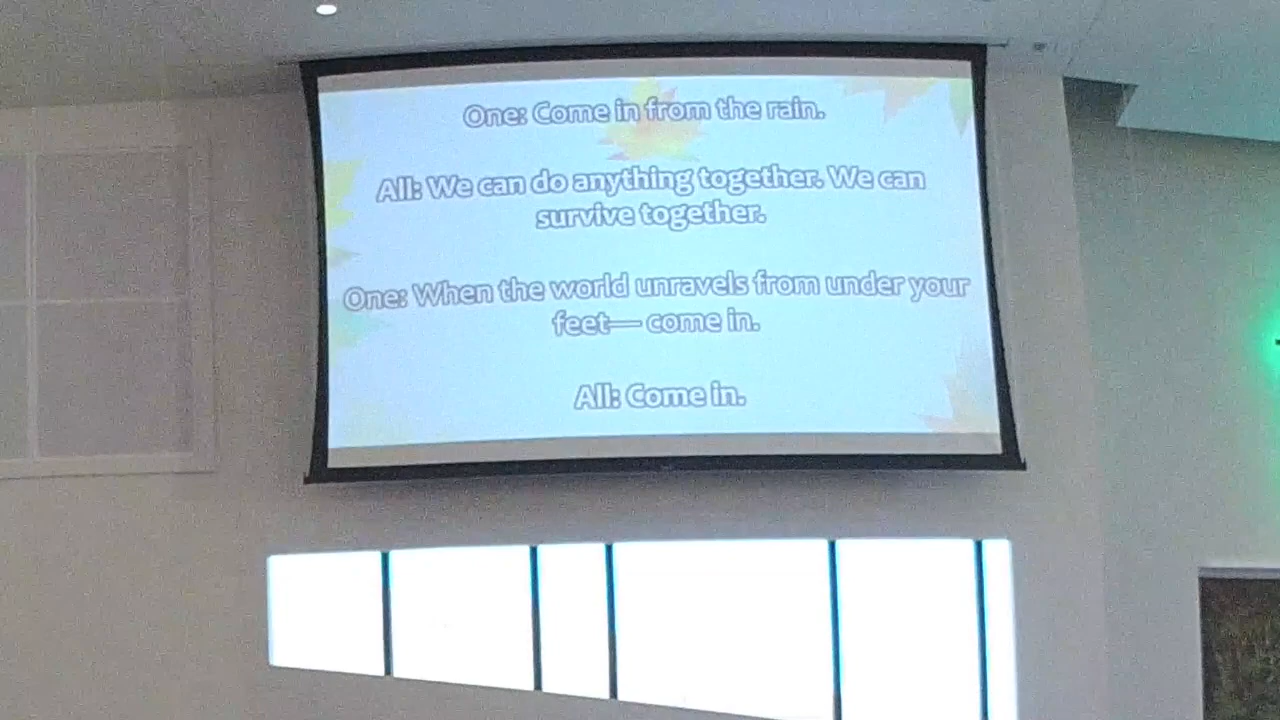 One: Come in from the rain.
All: We can do anything together. We can
survive together.
One: When the world unravels from under your
feet— come in.
All: Come in.